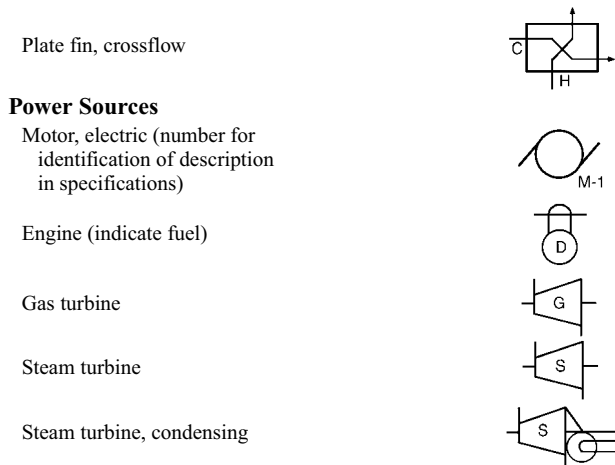 Plate fin, crossflow
C
H
Power Sources
Motor, electric (number for
identification of description
in specifications)
M-1
Engine (indicate fuel)
D
Gas turbine
G
Steam turbine
S
Steam turbine, condensing
S